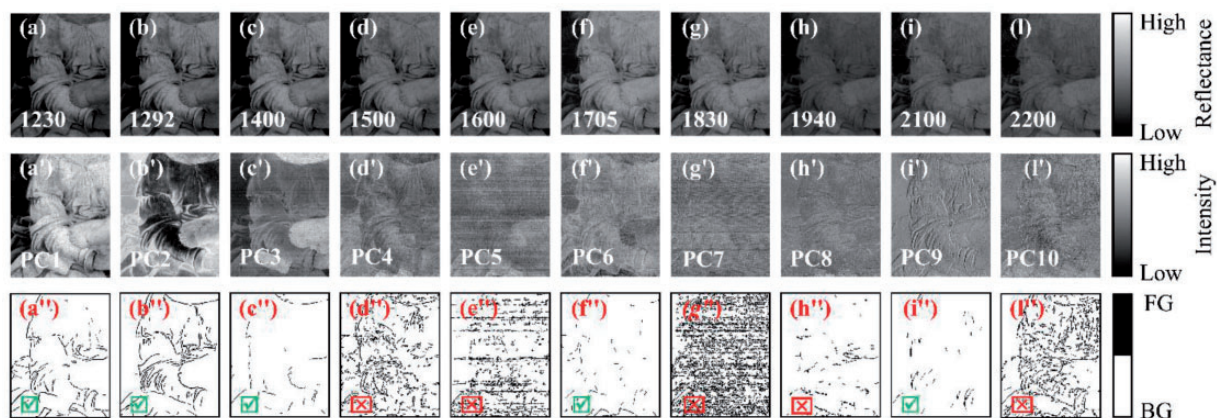 (a) (b) (c) (d) (e) (f) (g) (h) (i) (l) High
1230 1292 1400 1500 1600 1705 1830 1940 2100 2200 Low
Reflectance
(a') (b') (c') (d') (e') (f') (g') (h') (i') (l') High
PC1 PC2 PC3 PC4 PC5 PC6 PC7 PC8 PC9 PC10 Low
Intensity
(a'') (b'') (c'') (d'') (e'') (f'') (g'') (h'') (i'') (l'') FG
BG